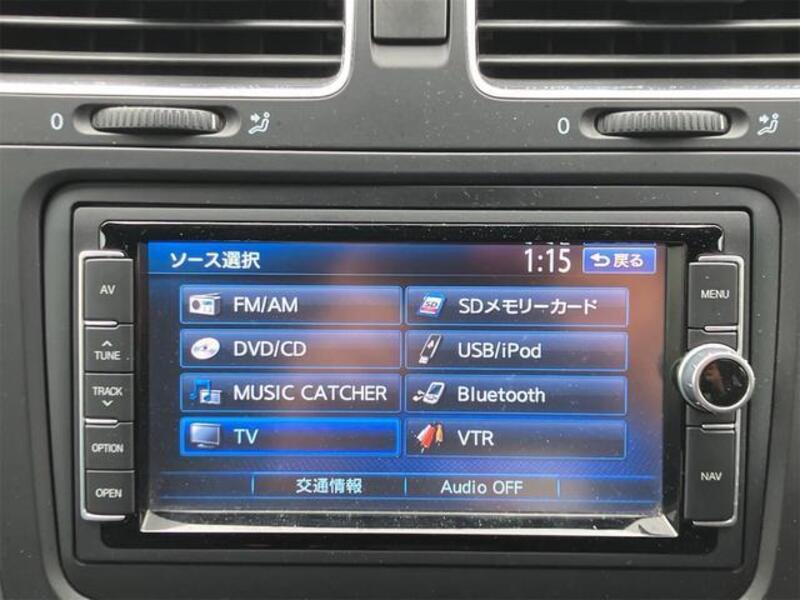 0
0
ソース選択 1:15 戻る
AV
TUNE
TRACK
OPTION
OPEN
FM/AM
SDメモリーカード
DVD/CD
USB/iPod
MUSIC CATCHER
Bluetooth
TV
VTR
交通情報
Audio OFF
MENU
NAV